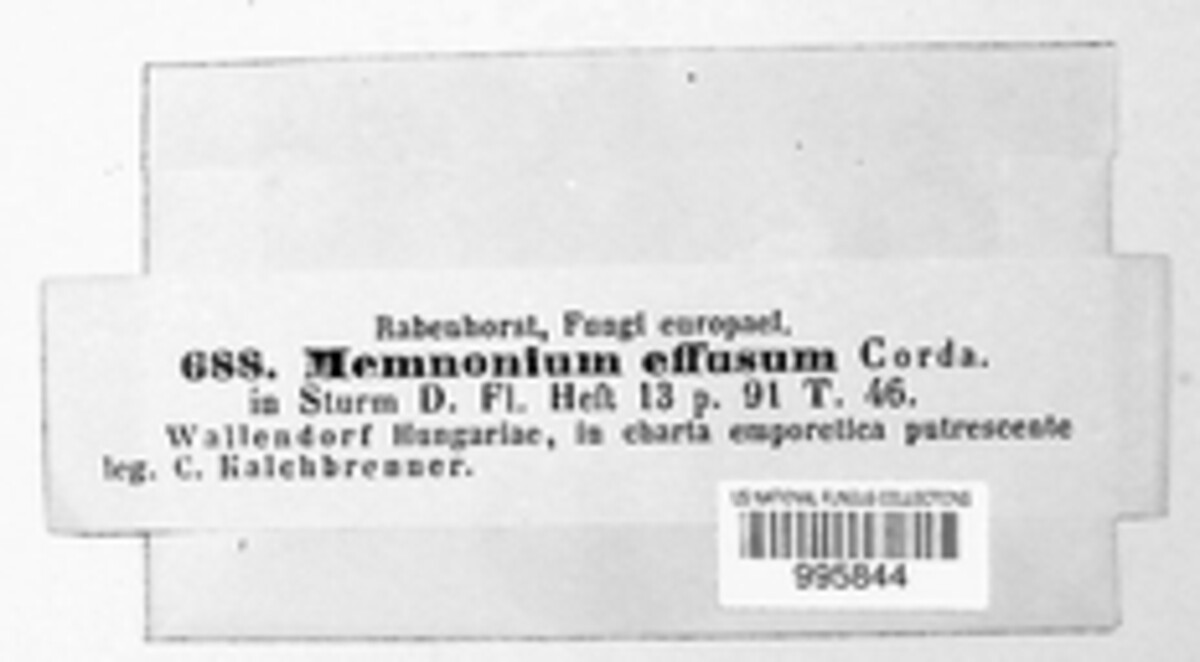 Rabenhorst, Fungi europaei.
688. Memnonium effusum Corda.
in Sturm D. Fl. Heft 13 p. 91 T. 46.
Wallendorf Hungariae, in charta emporetica putrescente
leg. C. Kalchbrenner.
US NATIONAL FUNGUS COLLECTIONS
995844